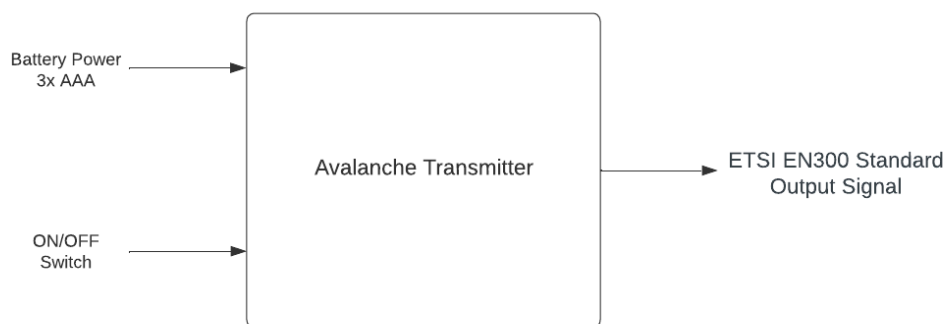 Battery Power
3x AAA
Avalanche Transmitter
ETSI EN300 Standard
Output Signal
ON/OFF
Switch